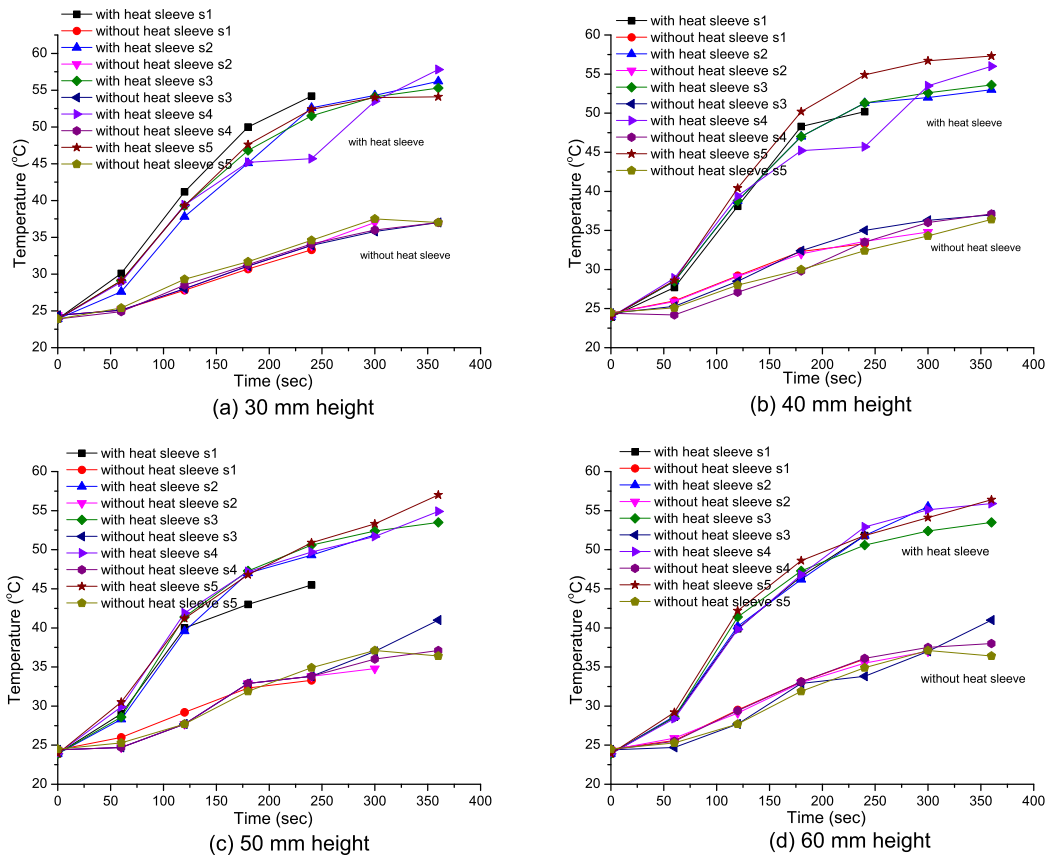 with heat sleeve s1
without heat sleeve s1
with heat sleeve s2
without heat sleeve s2
with heat sleeve s3
without heat sleeve s3
with heat sleeve s4
without heat sleeve s4
with heat sleeve s5
without heat sleeve s5
60
55
50
45
40
35
30
25
20
Temperature (°C)
with heat sleeve
without heat sleeve
0 50 100 150 200 250 300 350 400
Time (sec)
(a) 30 mm height
with heat sleeve s1
without heat sleeve s1
with heat sleeve s2
without heat sleeve s2
with heat sleeve s3
without heat sleeve s3
with heat sleeve s4
without heat sleeve s4
with heat sleeve s5
without heat sleeve s5
60
55
50
45
40
35
30
25
20
Temperature (°C)
with heat sleeve
without heat sleeve
0 50 100 150 200 250 300 350 400
Time (sec)
(b) 40 mm height
with heat sleeve s1
without heat sleeve s1
with heat sleeve s2
without heat sleeve s2
with heat sleeve s3
without heat sleeve s3
with heat sleeve s4
without heat sleeve s4
with heat sleeve s5
without heat sleeve s5
60
55
50
45
40
35
30
25
20
Temperature (°C)
0 50 100 150 200 250 300 350 400
Time (sec)
(c) 50 mm height
with heat sleeve s1
without heat sleeve s1
with heat sleeve s2
without heat sleeve s2
with heat sleeve s3
without heat sleeve s3
with heat sleeve s4
without heat sleeve s4
with heat sleeve s5
without heat sleeve s5
60
55
50
45
40
35
30
25
20
Temperature (°C)
with heat sleeve
without heat sleeve
0 50 100 150 200 250 300 350 400
Time (sec)
(d) 60 mm height